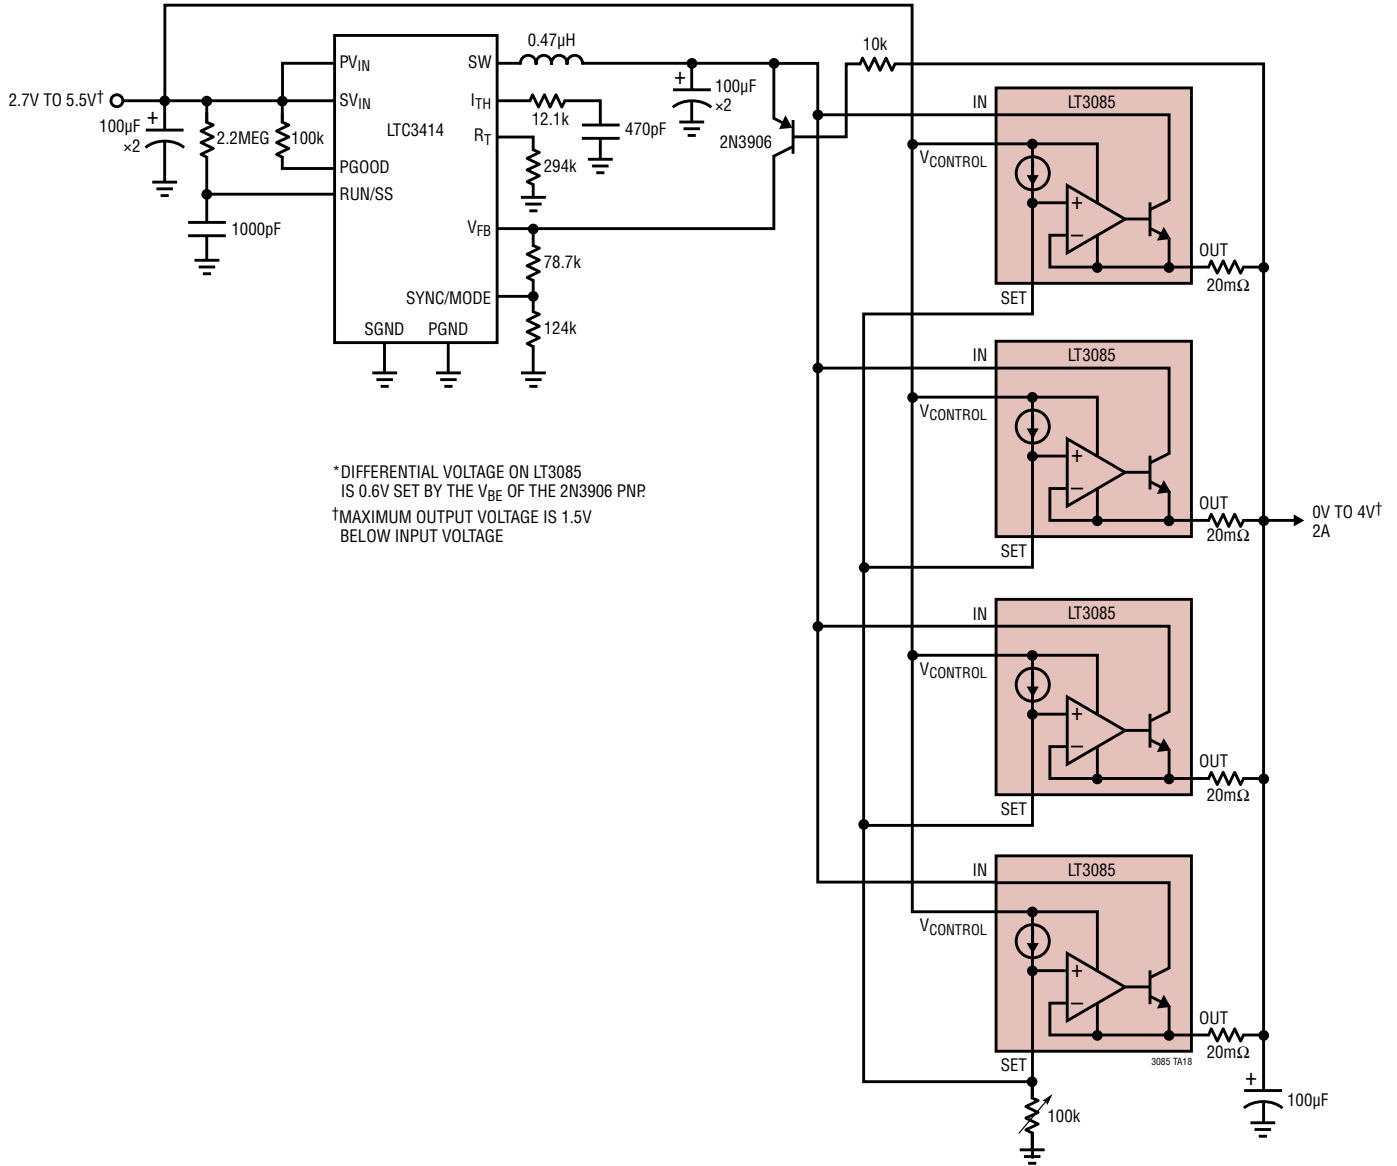 0.47µH
10k
PVIN
SW
IN
LT3085
2.7V TO 5.5V†
SVIN
ITH
+
100µF
×2
+
100µF
×2
2.2MEG
100k
LTC3414
12.1k
470pF
2N3906
RT
VCONTROL
PGOOD
294k
RUN/SS
+
–
1000pF
VFB
78.7k
OUT
20mΩ
SYNC/MODE
SET
124k
SGND
PGND
IN
LT3085
VCONTROL
+
–
*DIFFERENTIAL VOLTAGE ON LT3085
IS 0.6V SET BY THE VBE OF THE 2N3906 PNP.
†MAXIMUM OUTPUT VOLTAGE IS 1.5V
BELOW INPUT VOLTAGE
OUT
20mΩ
0V TO 4V†
2A
SET
IN
LT3085
VCONTROL
+
–
OUT
20mΩ
SET
IN
LT3085
VCONTROL
+
–
OUT
20mΩ
SET
3085 TA18
+
100µF
100k